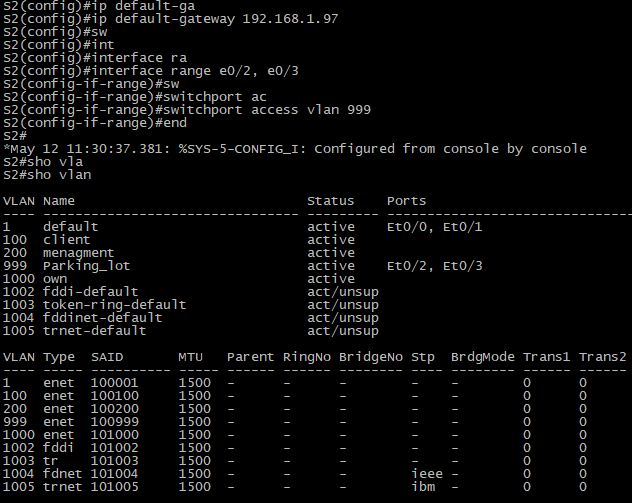 S2(config)#ip default-ga
S2(config)#ip default-gateway 192.168.1.97
S2(config)#sw
S2(config)#int
S2(config)#interface ra
S2(config)#interface range e0/2, e0/3
S2(config-if-range)#sw
S2(config-if-range)#switchport ac
S2(config-if-range)#switchport access vlan 999
S2(config-if-range)#end
S2#
*May 12 11:30:37.381: %SYS-5-CONFIG_I: Configured from console by console
S2#sho vla
S2#sho vlan
VLAN Name                             Status    Ports
---- -------------------------------- --------- -------------------------------
1    default                          active    Et0/0, Et0/1
100  client                           active
200  menagment                        active
999  Parking_lot                      active    Et0/2, Et0/3
1000 own                              active
1002 fddi-default                     act/unsup
1003 token-ring-default               act/unsup
1004 fddinet-default                  act/unsup
1005 trnet-default                    act/unsup
VLAN Type  SAID       MTU   Parent RingNo BridgeNo Stp  BrdgMode Trans1 Trans2
---- ----- ---------- ----- ------ ------ -------- ---- -------- ------ ------
1    enet  100001     1500  -      -      -        -    -        0      0
100  enet  100100     1500  -      -      -        -    -        0      0
200  enet  100200     1500  -      -      -        -    -        0      0
999  enet  100999     1500  -      -      -        -    -        0      0
1000 enet  101000     1500  -      -      -        -    -        0      0
1002 fddi  101002     1500  -      -      -        -    -        0      0
1003 tr    101003     1500  -      -      -        -    -        0      0
1004 fdnet 101004     1500  -      -      -        ieee -        0      0
1005 trnet 101005     1500  -      -      -        ibm  -        0      0